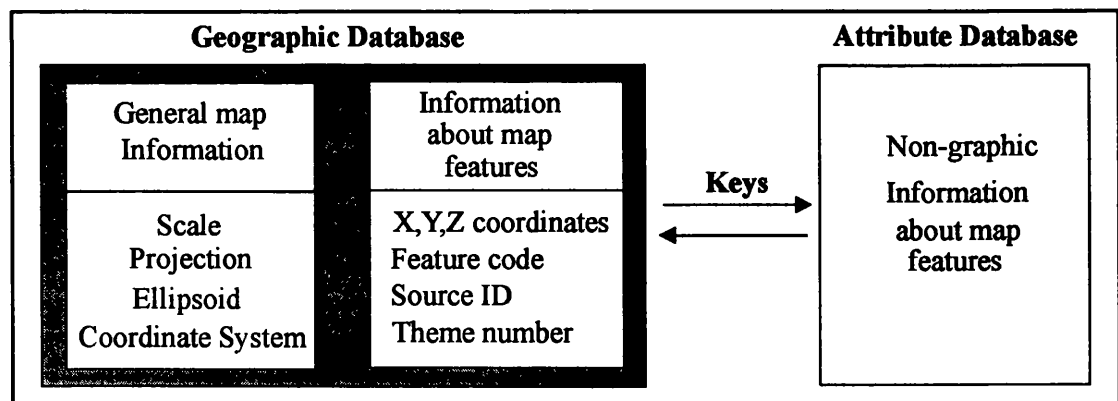 Geographic Database
Attribute Database
General map
Information
Information
about map
features
Scale
Projection
Ellipsoid
Coordinate System
X,Y,Z coordinates
Feature code
Source ID
Theme number
Keys
Non-graphic
Information
about map
features